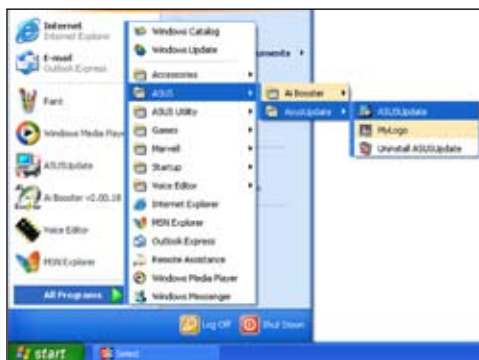 Internet
Internet Explorer
E-mail
Outlook Express
Paint
Windows Media Player
ASUSUpdate
Ai Booster v2.00.18
Voice Editor
MSN Explorer
All Programs
Windows Catalog
Windows Update
Accessories
ASUS
ASUS Utility
Games
Marvell
Startup
Voice Editor
Internet Explorer
MSN Explorer
Outlook Express
Remote Assistance
Windows Media Player
Windows Messenger
Ai Booster
AsusUpdate
ASUSUpdate
MyLogo
Uninstall ASUSUpdate
Log Off
Shut Down
start